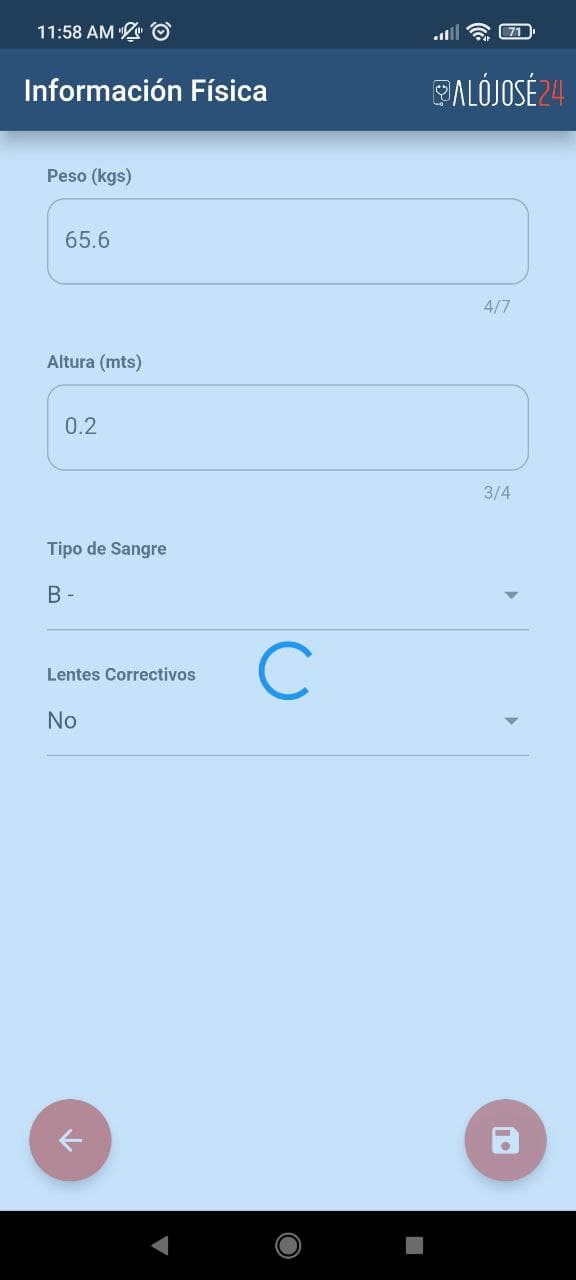 11:58 AM
71
Información Física
ALÓJOSÉ24
Peso (kgs)
65.6
4/7
Altura (mts)
0.2
3/4
Tipo de Sangre
B -
Lentes Correctivos
No